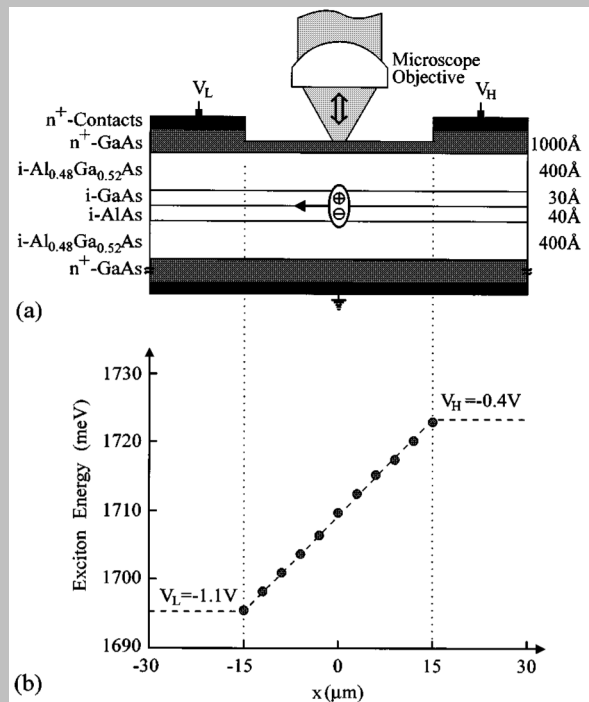 Microscope
Objective
V_L
V_H
n⁺-Contacts
n⁺-GaAs
1000Å
i-Al₀.₄₈Ga₀.₅₂As
400Å
i-GaAs
30Å
i-AlAs
40Å
i-Al₀.₄₈Ga₀.₅₂As
400Å
n⁺-GaAs
(a)
1730
V_H=-0.4V
1720
1710
1700
V_L=-1.1V
1690
Exciton Energy (meV)
-30 -15 0 15 30
(b)
x(μm)